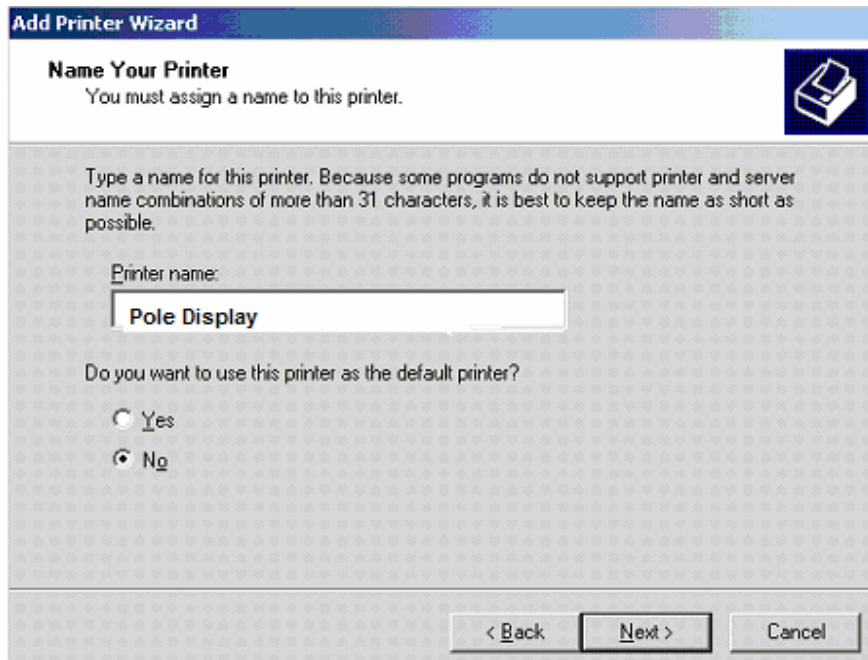 Add Printer Wizard
Name Your Printer
You must assign a name to this printer.
Type a name for this printer. Because some programs do not support printer and server
name combinations of more than 31 characters, it is best to keep the name as short as
possible.
Printer name:
Pole Display
Do you want to use this printer as the default printer?
Yes
No
< Back
Next >
Cancel